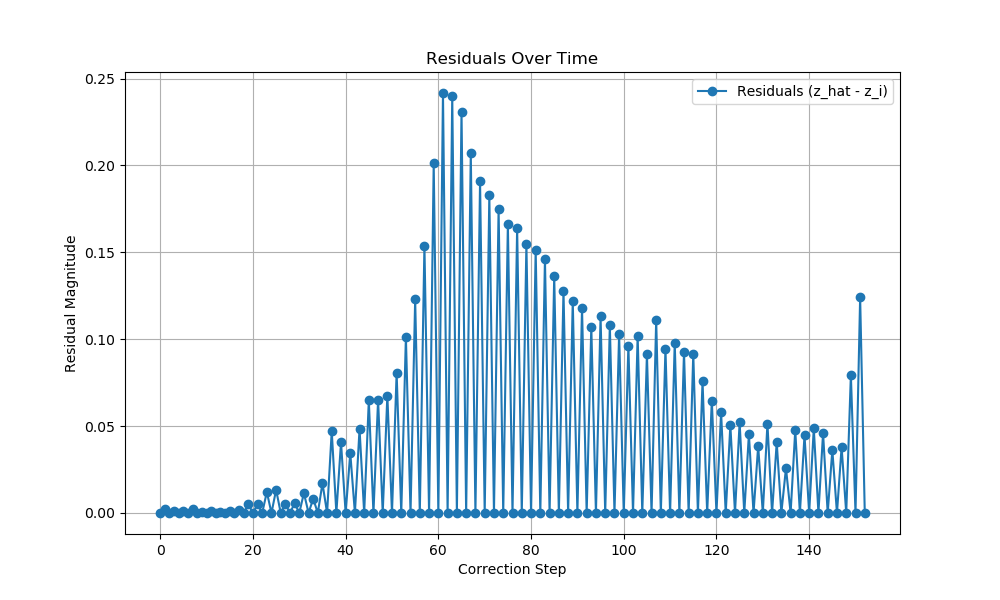 Residuals Over Time
Residuals (z_hat - z_i)
Residual Magnitude
0.25
0.20
0.15
0.10
0.05
0.00
0 20 40 60 80 100 120 140
Correction Step